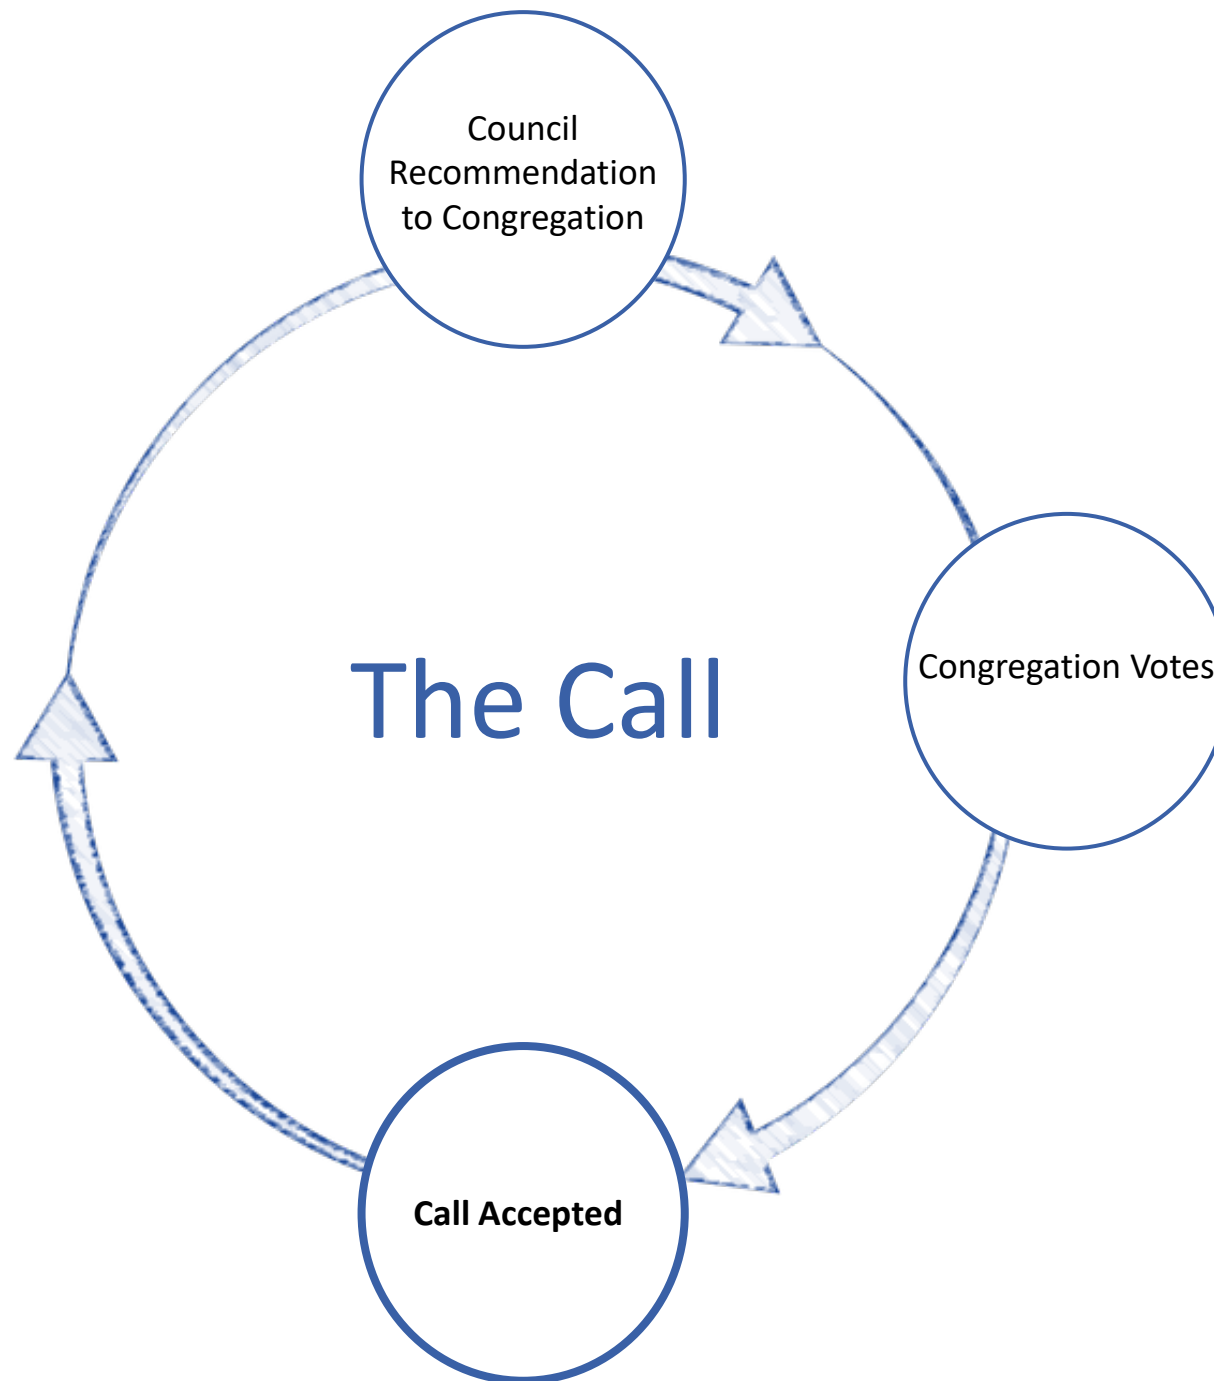 Council
Recommendation
to Congregation
The Call
Congregation Votes
Call Accepted